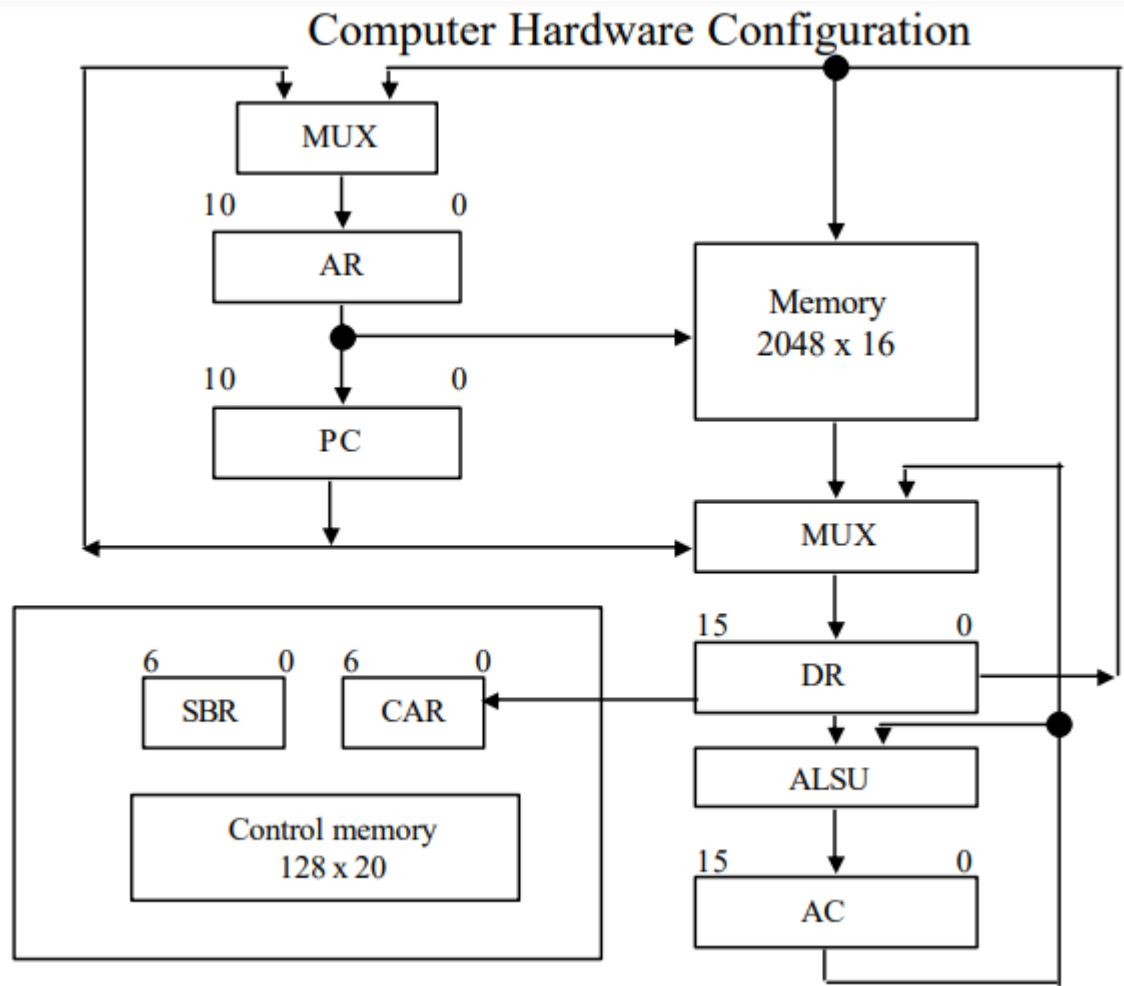 Computer Hardware Configuration
MUX
10 0
AR
Memory
2048 x 16
10 0
PC
MUX
15 0
DR
6 0 6 0
SBR CAR
ALSU
Control memory
128 x 20
15 0
AC